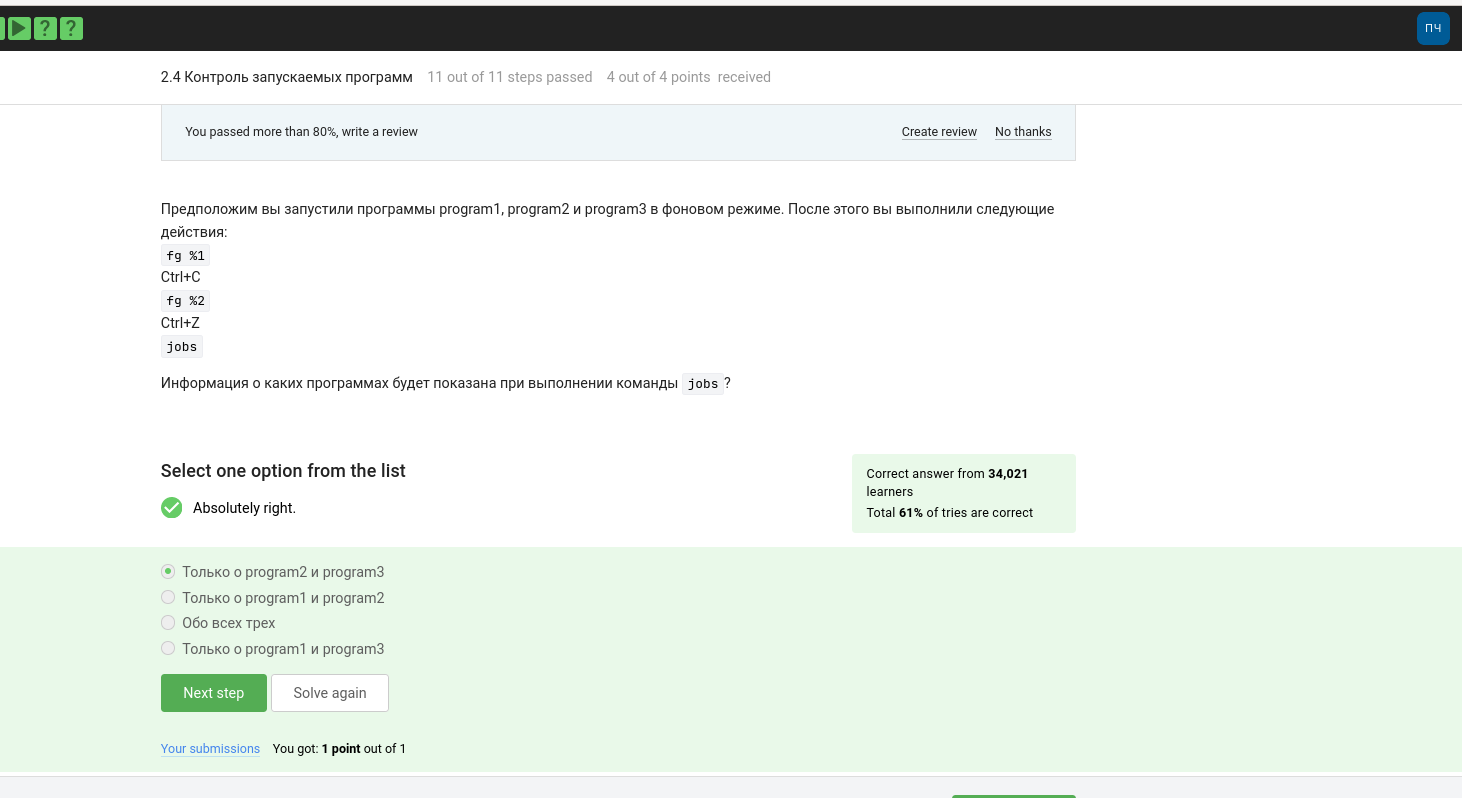 ? ?
ПЧ
2.4 Контроль запускаемых программ 11 out of 11 steps passed 4 out of 4 points received
You passed more than 80%, write a review Create review No thanks
Предположим вы запустили программы program1, program2 и program3 в фоновом режиме. После этого вы выполнили следующие
действия:
fg %1
Ctrl+C
fg %2
Ctrl+Z
jobs
Информация о каких программах будет показана при выполнении команды jobs ?
Select one option from the list
Absolutely right.
Correct answer from 34,021
learners
Total 61% of tries are correct
Только о program2 и program3
Только о program1 и program2
Обо всех трех
Только о program1 и program3
Next step Solve again
Your submissions You got: 1 point out of 1